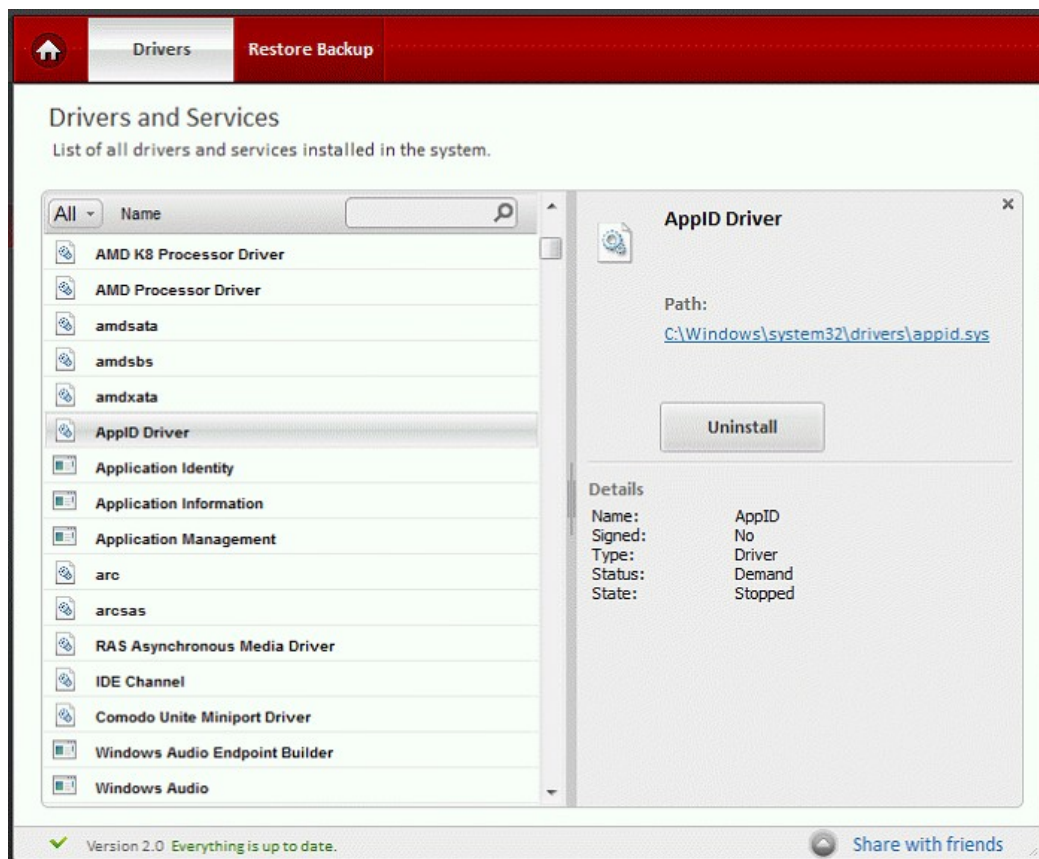 Drivers
Restore Backup
Drivers and Services
List of all drivers and services installed in the system.
All Name
AMD K8 Processor Driver
AMD Processor Driver
amdsata
amdsbs
amdxata
AppID Driver
Application Identity
Application Information
Application Management
arc
arcsas
RAS Asynchronous Media Driver
IDE Channel
Comodo Unite Miniport Driver
Windows Audio Endpoint Builder
Windows Audio
AppID Driver
Path:
C:\Windows\system32\drivers\appid.sys
Uninstall
Details
Name: AppID
Signed: No
Type: Driver
Status: Demand
State: Stopped
Version 2.0 Everything is up to date.
Share with friends